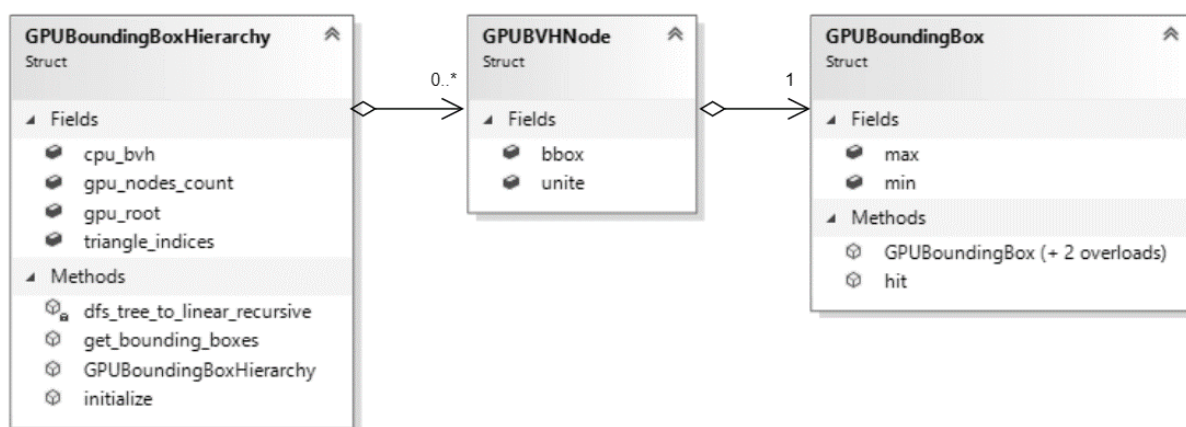 GPUBoundingBoxHierarchy
Struct
Fields
cpu_bvh
gpu_nodes_count
gpu_root
triangle_indices
Methods
dfs_tree_to_linear_recursive
get_bounding_boxes
GPUBoundingBoxHierarchy
initialize
0..*
GPUBVHNode
Struct
Fields
bbox
unite
1
GPUBoundingBox
Struct
Fields
max
min
Methods
GPUBoundingBox (+ 2 overloads)
hit